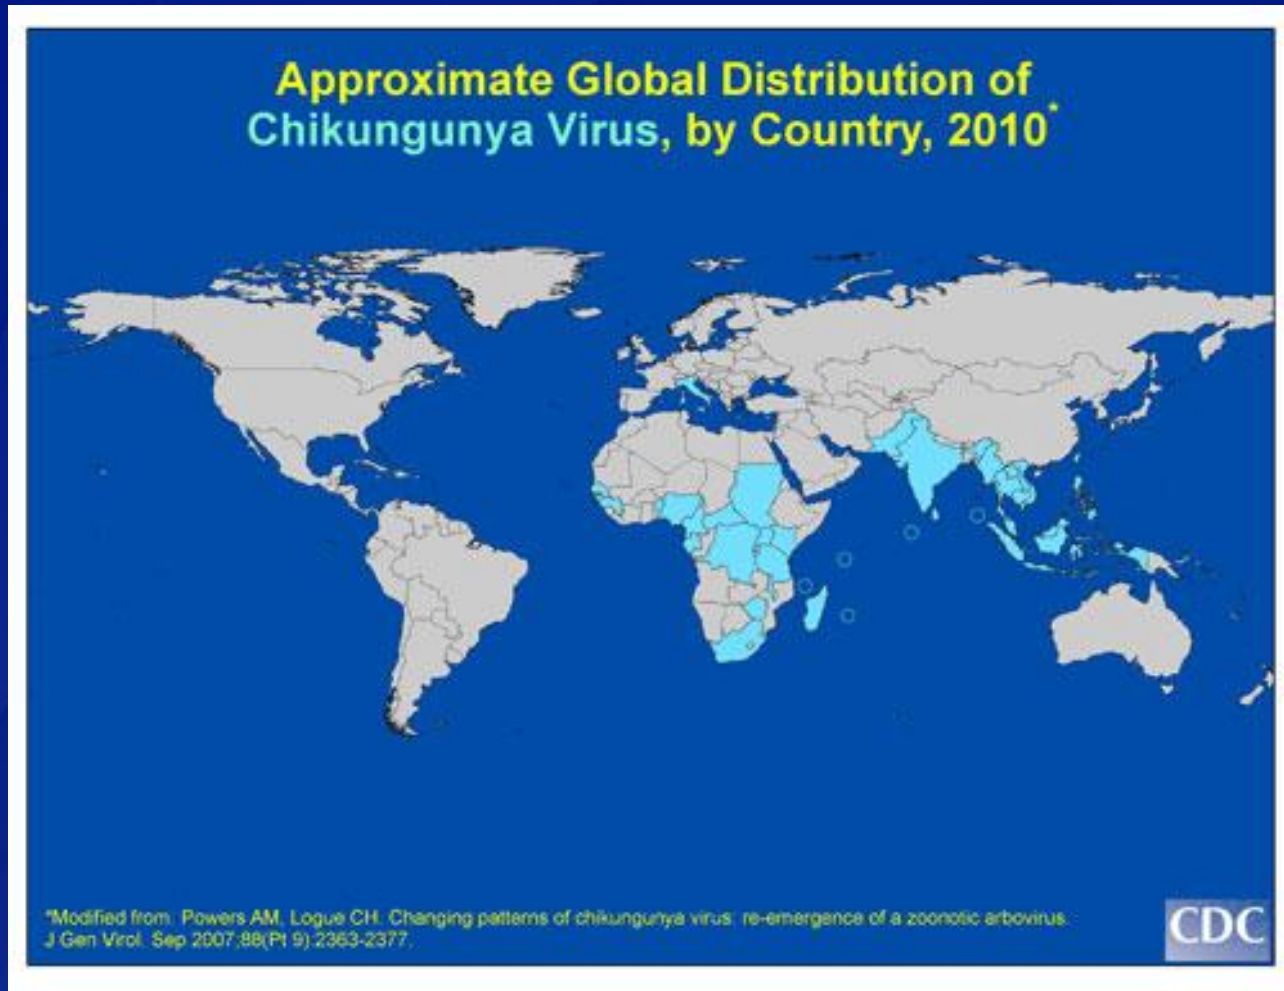 Approximate Global Distribution of
Chikungunya Virus, by Country, 2010*
*Modified from: Powers AM, Logue CH. Changing patterns of chikungunya virus: re-emergence of a zoonotic arbovirus.
J Gen Virol. Sep 2007;88(Pt 9):2363-2377.
CDC